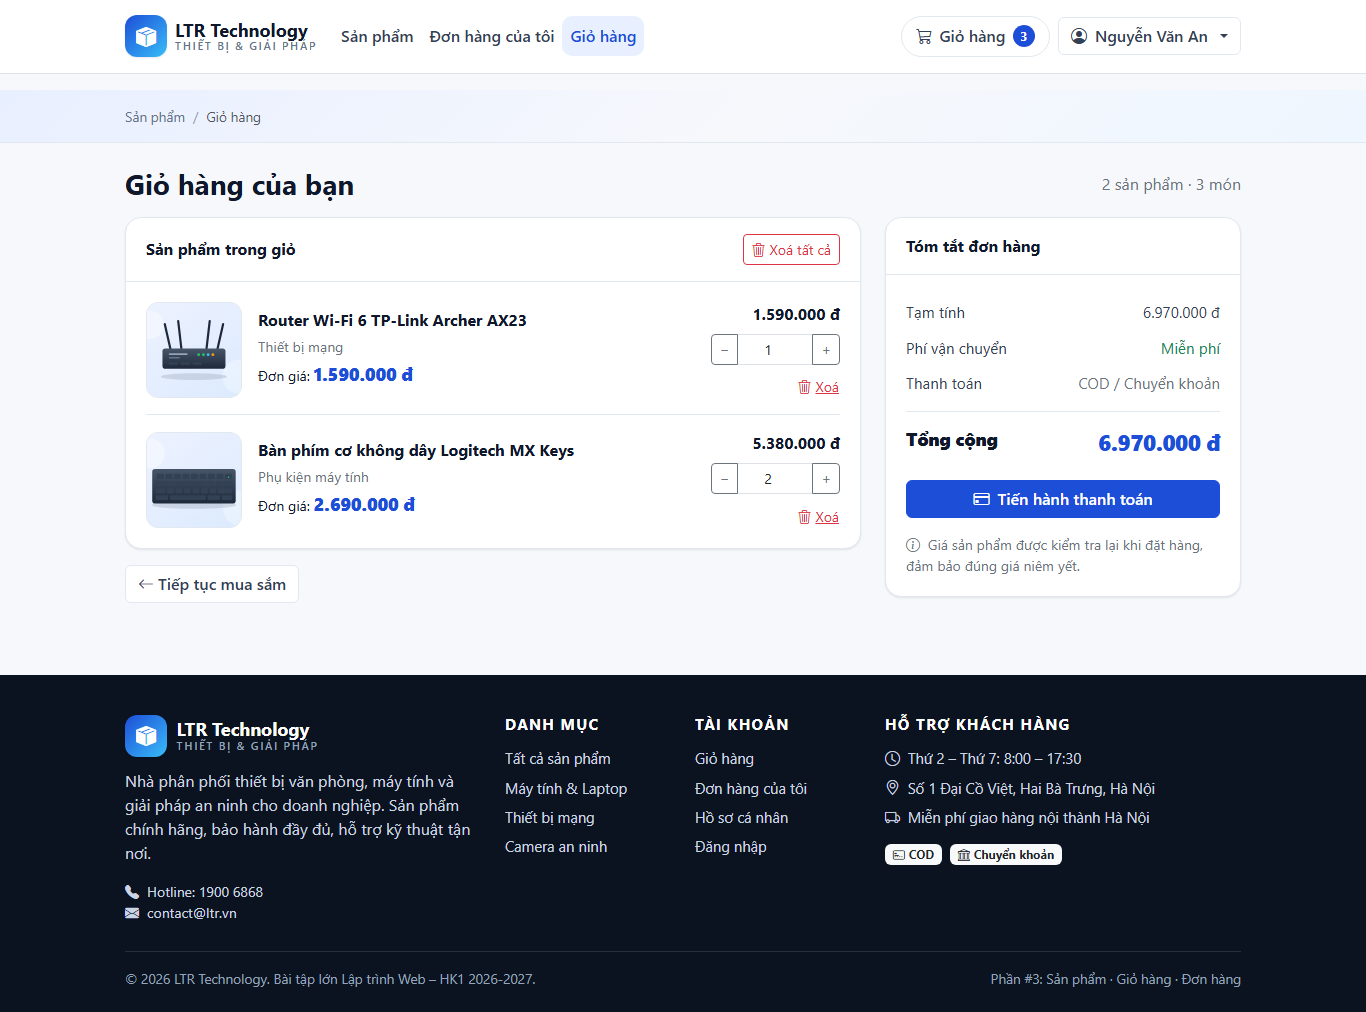 LTR Technology
THIẾT BỊ & GIẢI PHÁP
Sản phẩm
Đơn hàng của tôi
Giỏ hàng
Giỏ hàng 3
Nguyễn Văn An
Sản phẩm / Giỏ hàng
Giỏ hàng của bạn
2 sản phẩm · 3 món
Sản phẩm trong giỏ
Xoá tất cả
Router Wi-Fi 6 TP-Link Archer AX23
Thiết bị mạng
Đơn giá: 1.590.000 đ
1.590.000 đ
− 1 +
Xoá
Bàn phím cơ không dây Logitech MX Keys
Phụ kiện máy tính
Đơn giá: 2.690.000 đ
5.380.000 đ
− 2 +
Xoá
Tiếp tục mua sắm
Tóm tắt đơn hàng
Tạm tính 6.970.000 đ
Phí vận chuyển Miễn phí
Thanh toán COD / Chuyển khoản
Tổng cộng 6.970.000 đ
Tiến hành thanh toán
Giá sản phẩm được kiểm tra lại khi đặt hàng,
đảm bảo đúng giá niêm yết.
LTR Technology
THIẾT BỊ & GIẢI PHÁP
Nhà phân phối thiết bị văn phòng, máy tính và
giải pháp an ninh cho doanh nghiệp. Sản phẩm
chính hãng, bảo hành đầy đủ, hỗ trợ kỹ thuật tận
nơi.
Hotline: 1900 6868
contact@ltr.vn
DANH MỤC
Tất cả sản phẩm
Máy tính & Laptop
Thiết bị mạng
Camera an ninh
TÀI KHOẢN
Giỏ hàng
Đơn hàng của tôi
Hồ sơ cá nhân
Đăng nhập
HỖ TRỢ KHÁCH HÀNG
Thứ 2 – Thứ 7: 8:00 – 17:30
Số 1 Đại Cồ Việt, Hai Bà Trưng, Hà Nội
Miễn phí giao hàng nội thành Hà Nội
COD
Chuyển khoản
© 2026 LTR Technology. Bài tập lớn Lập trình Web – HK1 2026-2027.
Phần #3: Sản phẩm · Giỏ hàng · Đơn hàng